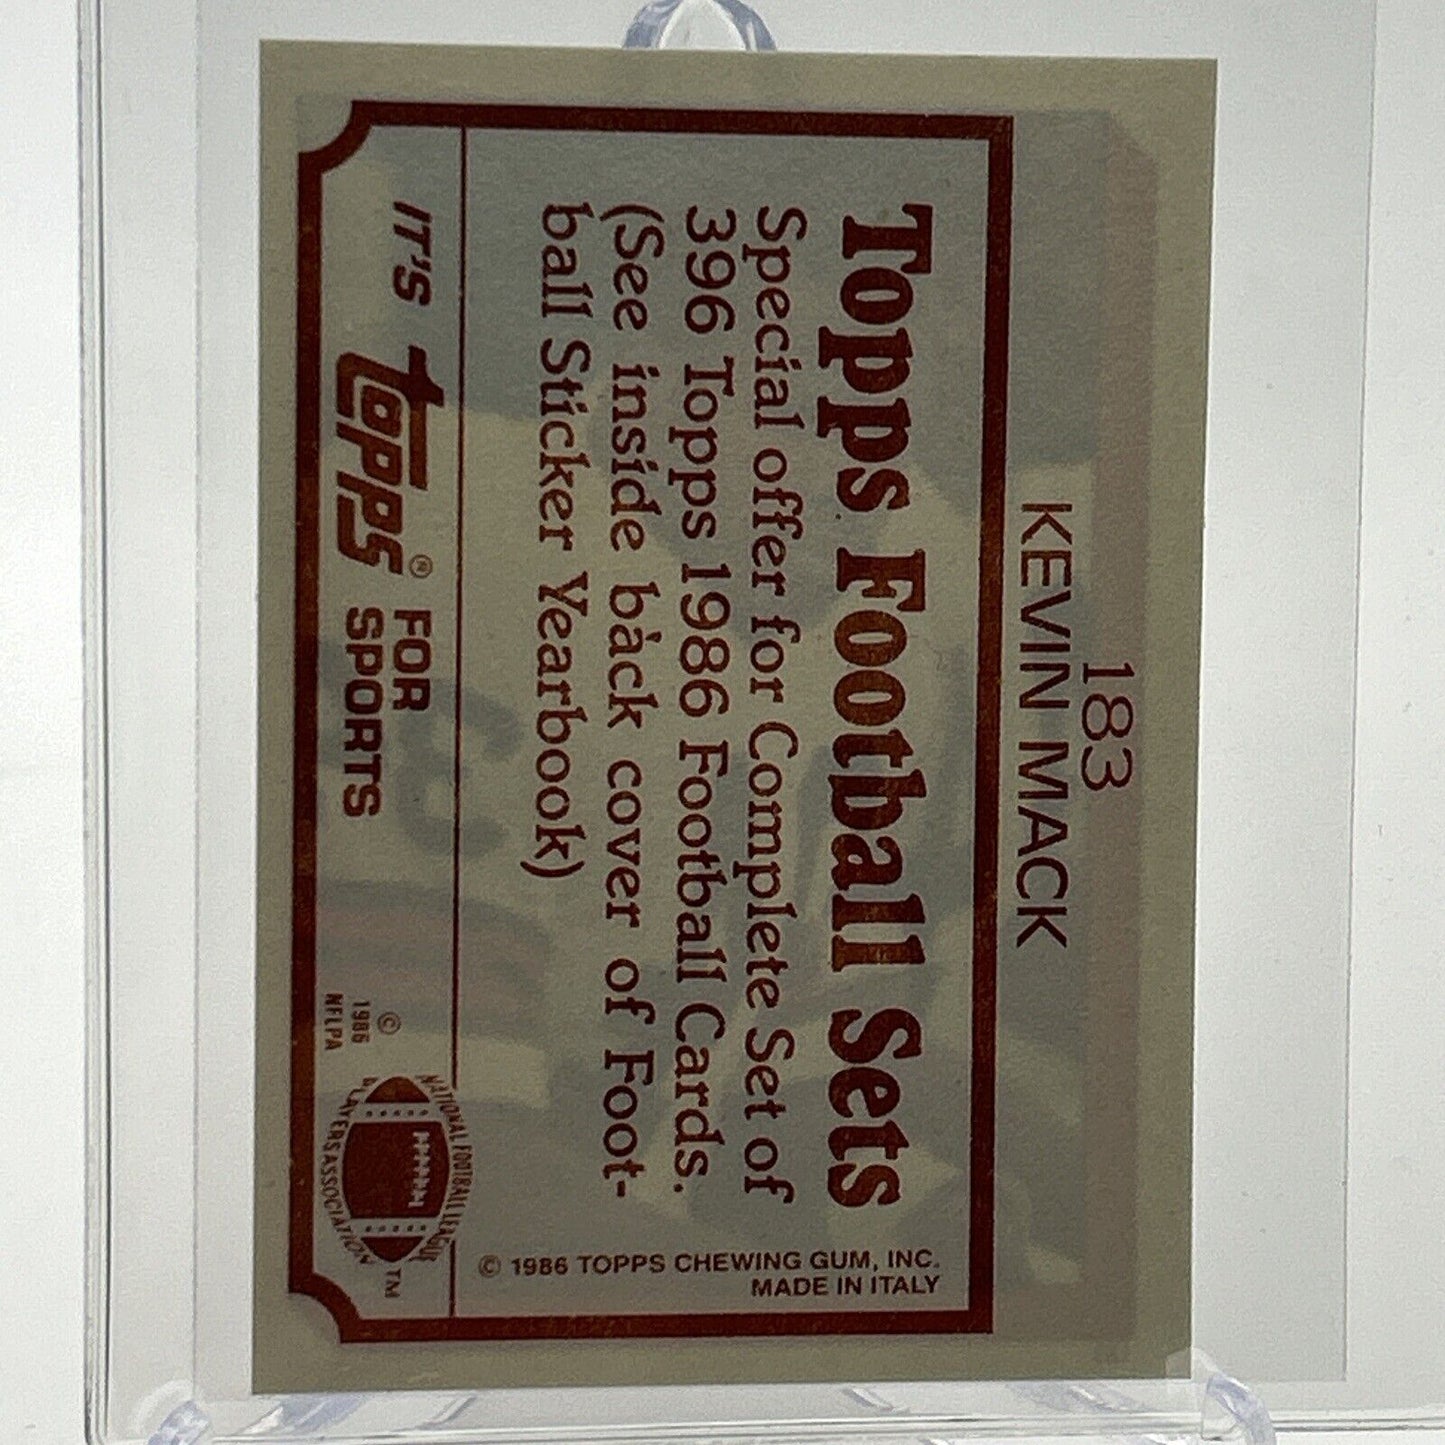 183
KEVIN MACK
Topps Football Sets
Special offer for Complete Set of
396 Topps 1986 Football Cards.
(See inside back cover of Foot-
ball Sticker Yearbook)
© 1986 TOPPS CHEWING GUM, INC.
MADE IN ITALY
IT'S topps® FOR
SPORTS
©
1986
NFLPA
NATIONAL FOOTBALL LEAGUE
PLAYERS ASSOCIATION
TM